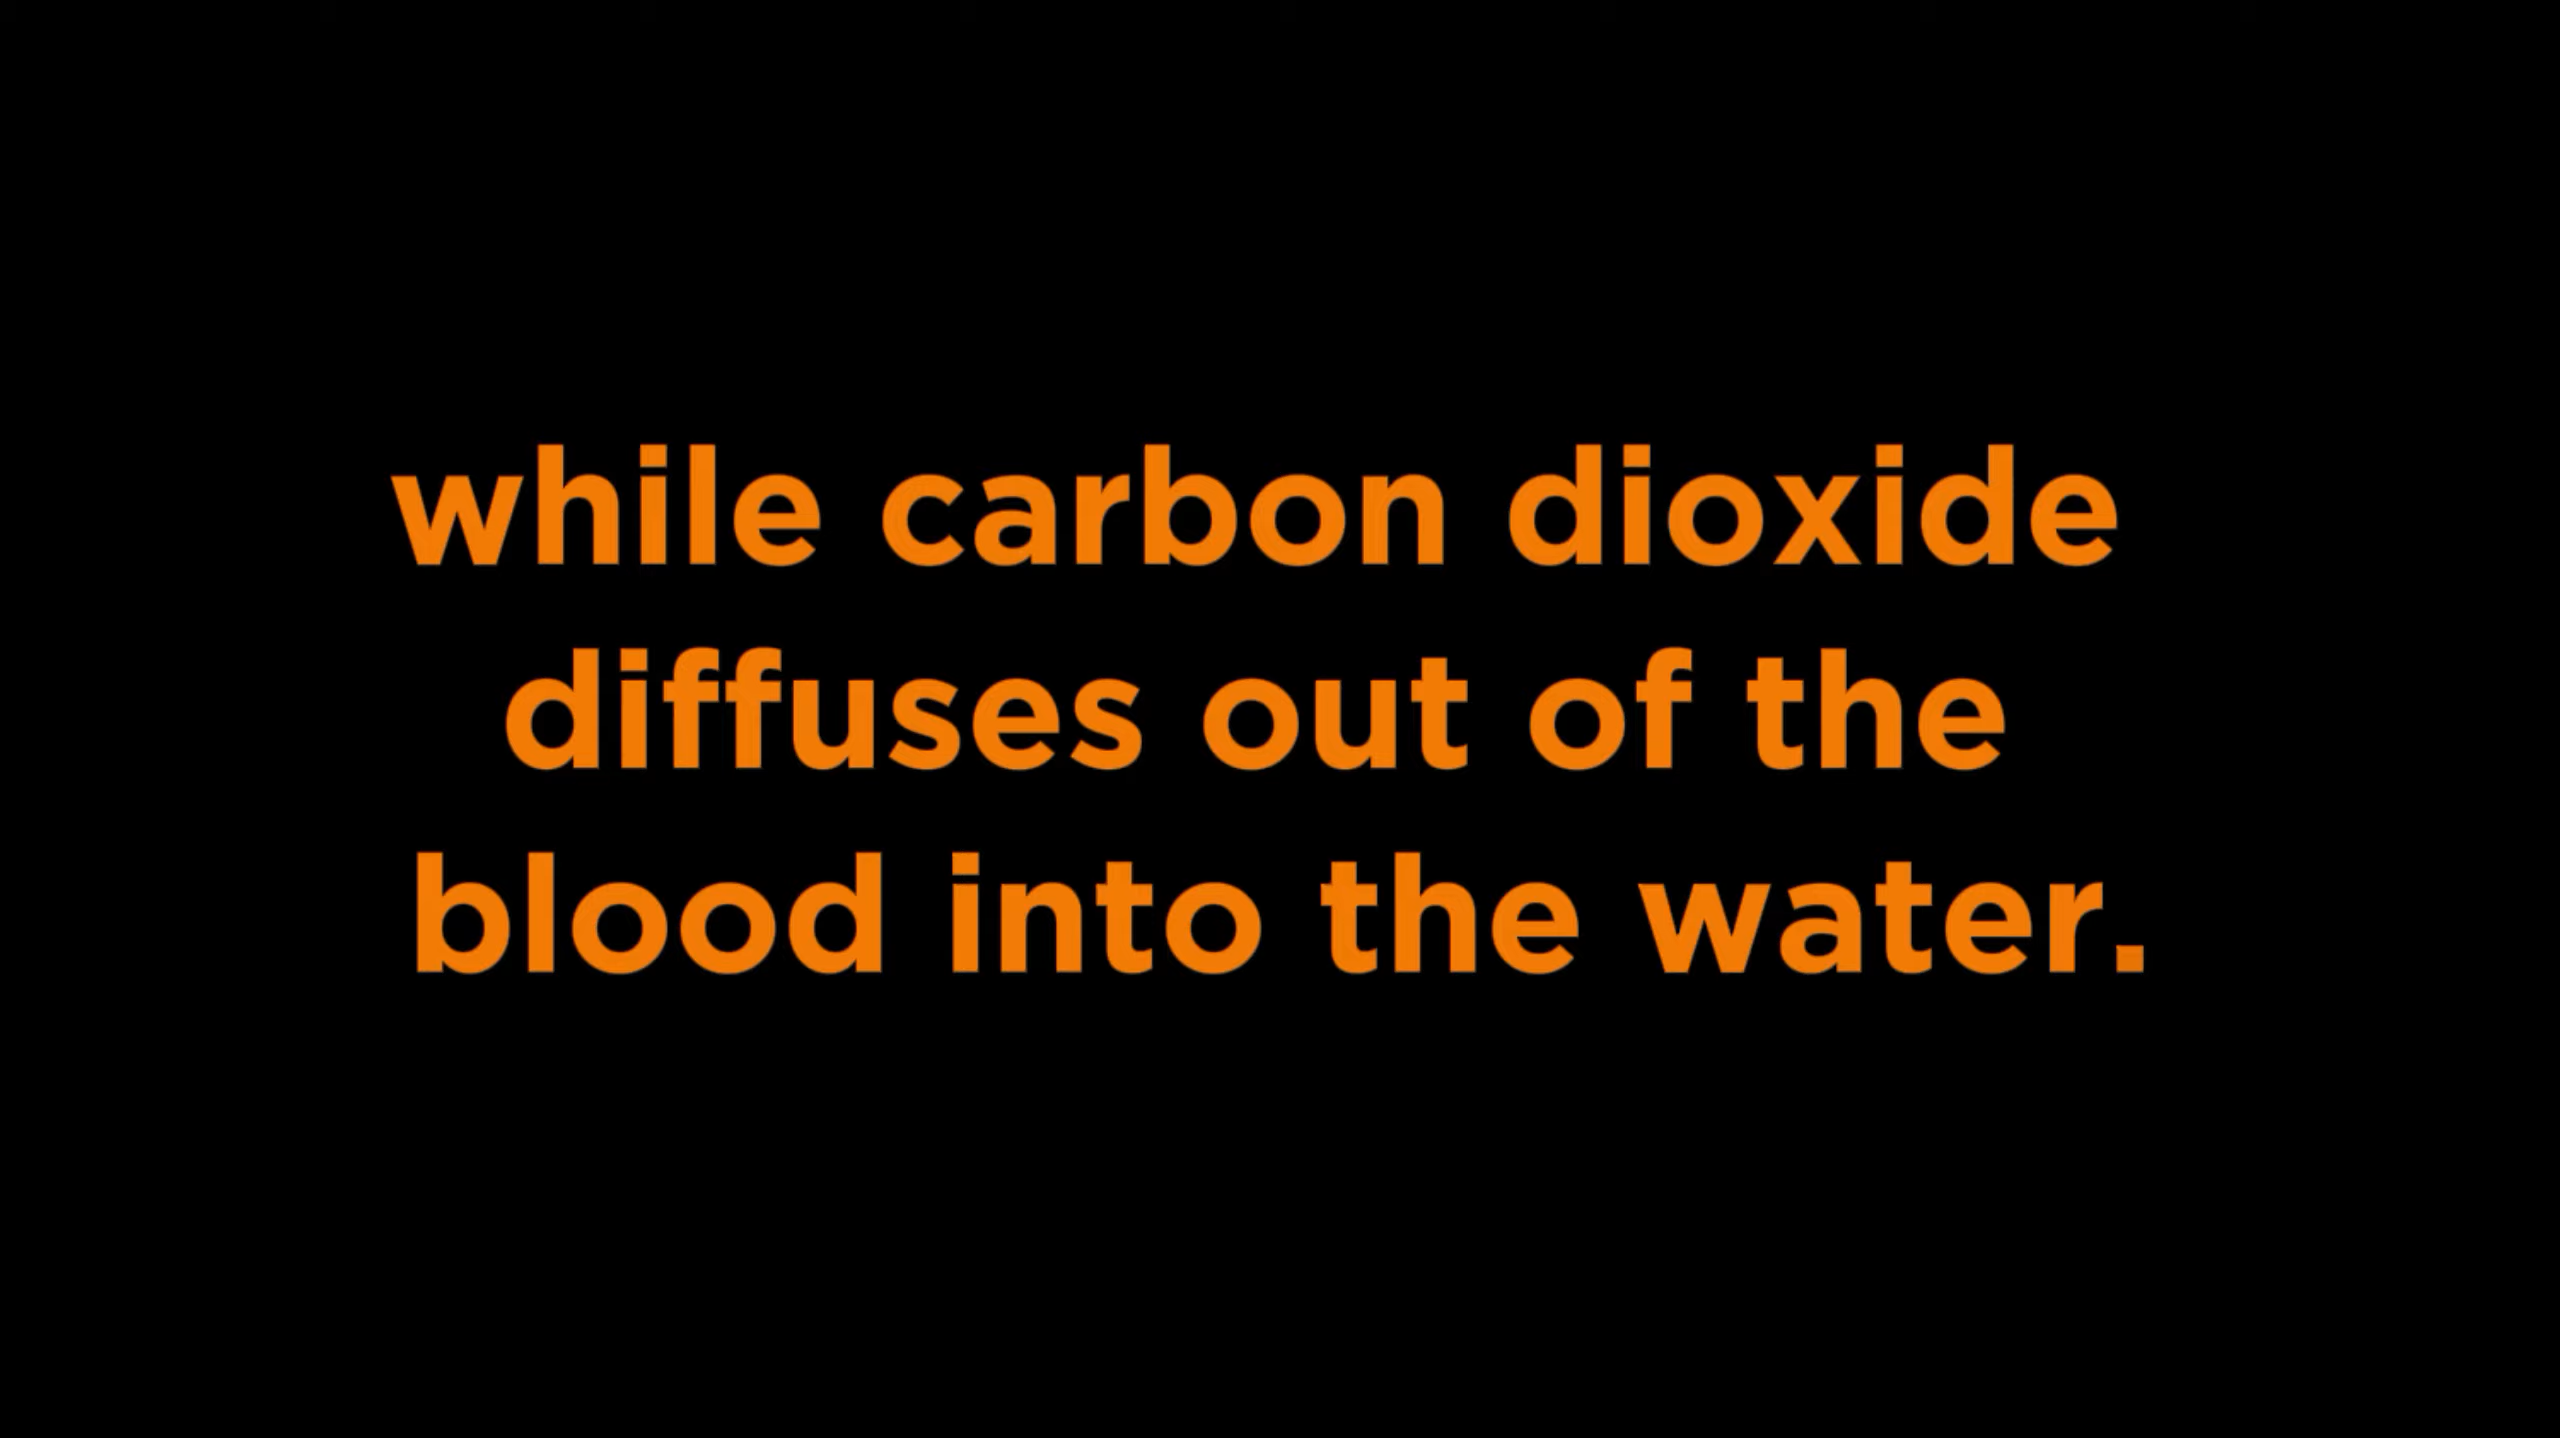 while carbon dioxide
diffuses out of the
blood into the water.